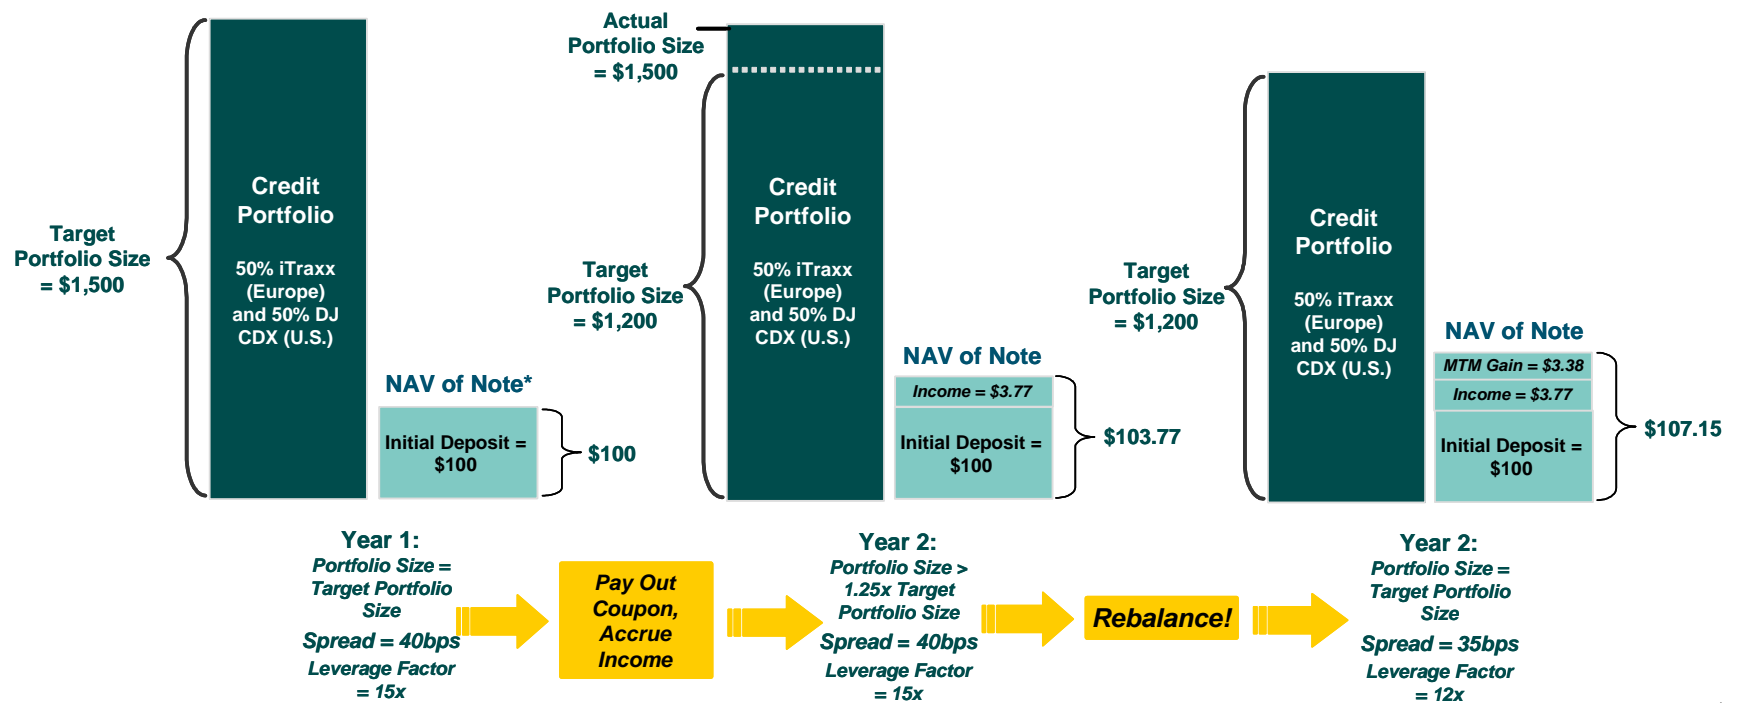 Target
Portfolio Size
= $1,500
Credit
Portfolio
50% iTraxx
(Europe)
and 50% DJ
CDX (U.S.)
NAV of Note*
Initial Deposit =
$100
$100
Actual
Portfolio Size
= $1,500
Target
Portfolio Size
= $1,200
Credit
Portfolio
50% iTraxx
(Europe)
and 50% DJ
CDX (U.S.)
NAV of Note
Income = $3.77
Initial Deposit =
$100
$103.77
Target
Portfolio Size
= $1,200
Credit
Portfolio
50% iTraxx
(Europe)
and 50% DJ
CDX (U.S.)
NAV of Note
MTM Gain = $3.38
Income = $3.77
Initial Deposit =
$100
$107.15
Year 1:
Portfolio Size =
Target Portfolio
Size
Spread = 40bps
Leverage Factor
= 15x
Pay Out
Coupon,
Accrue
Income
Year 2:
Portfolio Size >
1.25x Target
Portfolio Size
Spread = 40bps
Leverage Factor
= 15x
Rebalance!
Year 2:
Portfolio Size =
Target Portfolio
Size
Spread = 35bps
Leverage Factor
= 12x